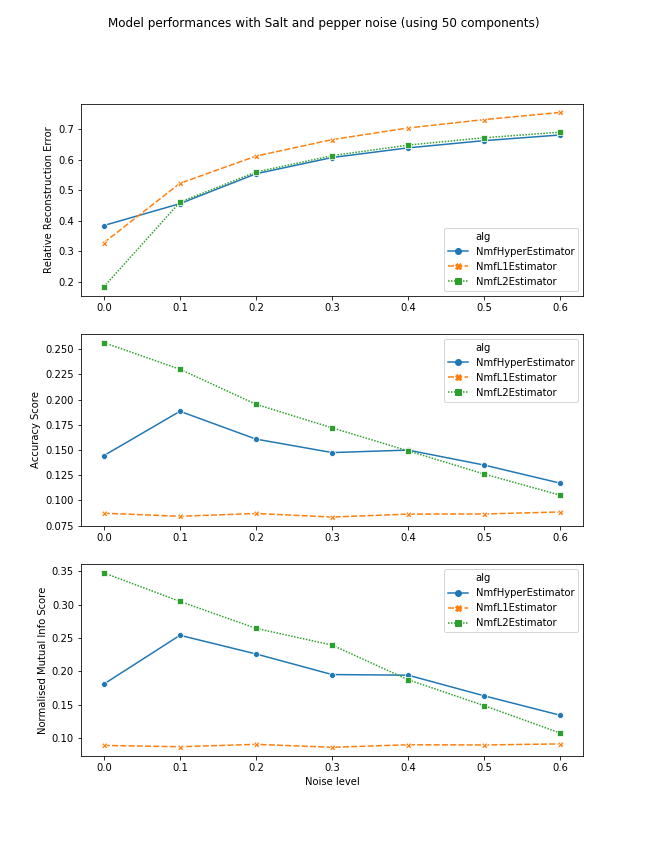 Model performances with Salt and pepper noise (using 50 components)
Relative Reconstruction Error
0.7
0.6
0.5
0.4
0.3
0.2
alg
NmfHyperEstimator
NmfL1Estimator
NmfL2Estimator
0.0 0.1 0.2 0.3 0.4 0.5 0.6
Accuracy Score
0.250
0.225
0.200
0.175
0.150
0.125
0.100
0.075
alg
NmfHyperEstimator
NmfL1Estimator
NmfL2Estimator
0.0 0.1 0.2 0.3 0.4 0.5 0.6
Normalised Mutual Info Score
0.35
0.30
0.25
0.20
0.15
0.10
alg
NmfHyperEstimator
NmfL1Estimator
NmfL2Estimator
0.0 0.1 0.2 0.3 0.4 0.5 0.6
Noise level